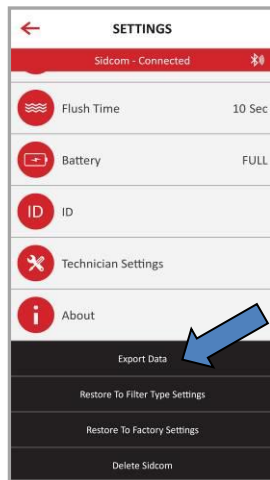 SETTINGS
Sidcom - Connected
Flush Time 10 Sec
Battery FULL
ID ID
Technician Settings
i About
Export Data
Restore To Filter Type Settings
Restore To Factory Settings
Delete Sidcom